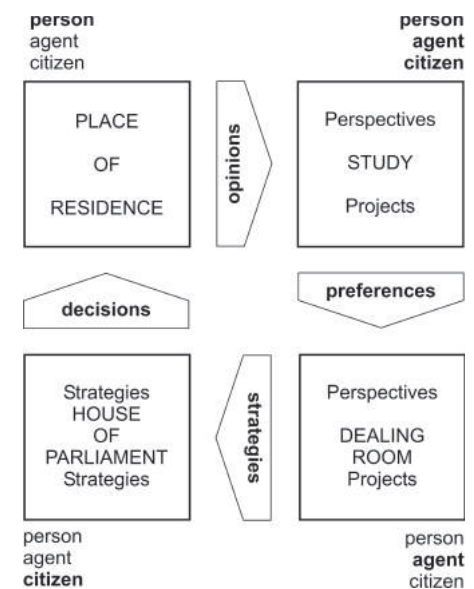 person
agent
citizen
person
agent
citizen
PLACE
OF
RESIDENCE
opinions
Perspectives
STUDY
Projects
decisions
preferences
Strategies
HOUSE
OF
PARLIAMENT
Strategies
strategies
Perspectives
DEALING
ROOM
Projects
person
agent
citizen
person
agent
citizen